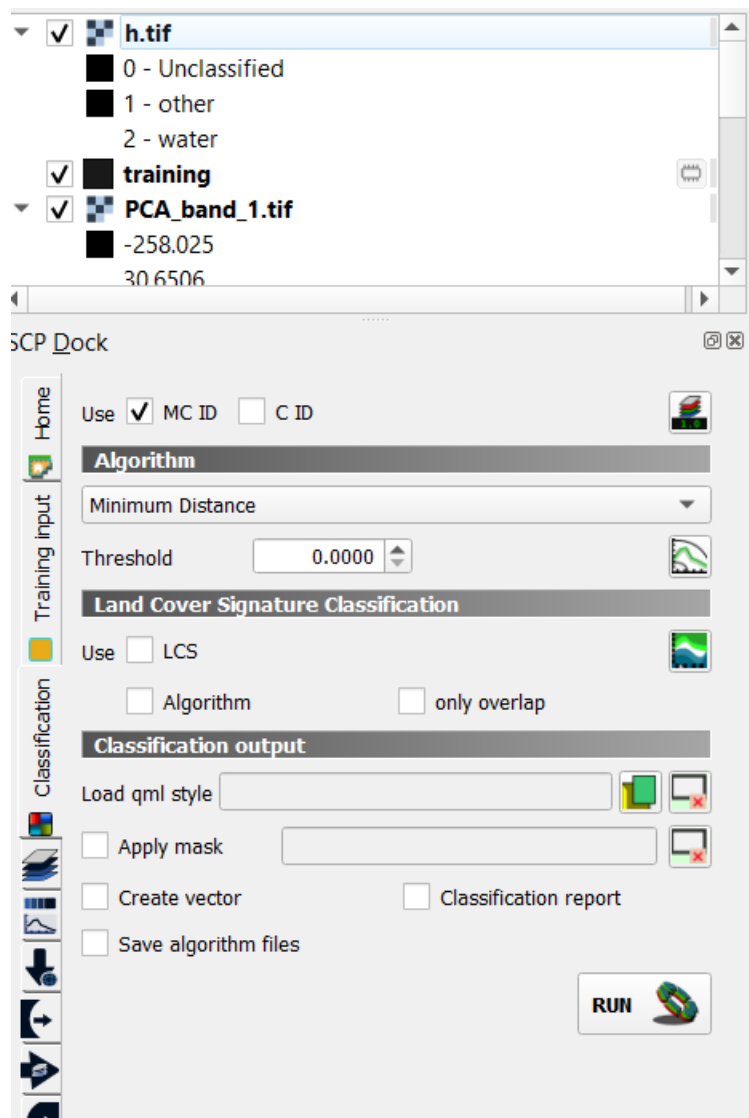 h.tif
0 - Unclassified
1 - other
2 - water
training
PCA_band_1.tif
-258.025
30.6506
SCP Dock
Home
Training input
Classification
Use MC ID C ID
1.0
Algorithm
Minimum Distance
Threshold 0.0000
Land Cover Signature Classification
Use LCS
Algorithm only overlap
Classification output
Load qml style
Apply mask
Create vector Classification report
Save algorithm files
RUN